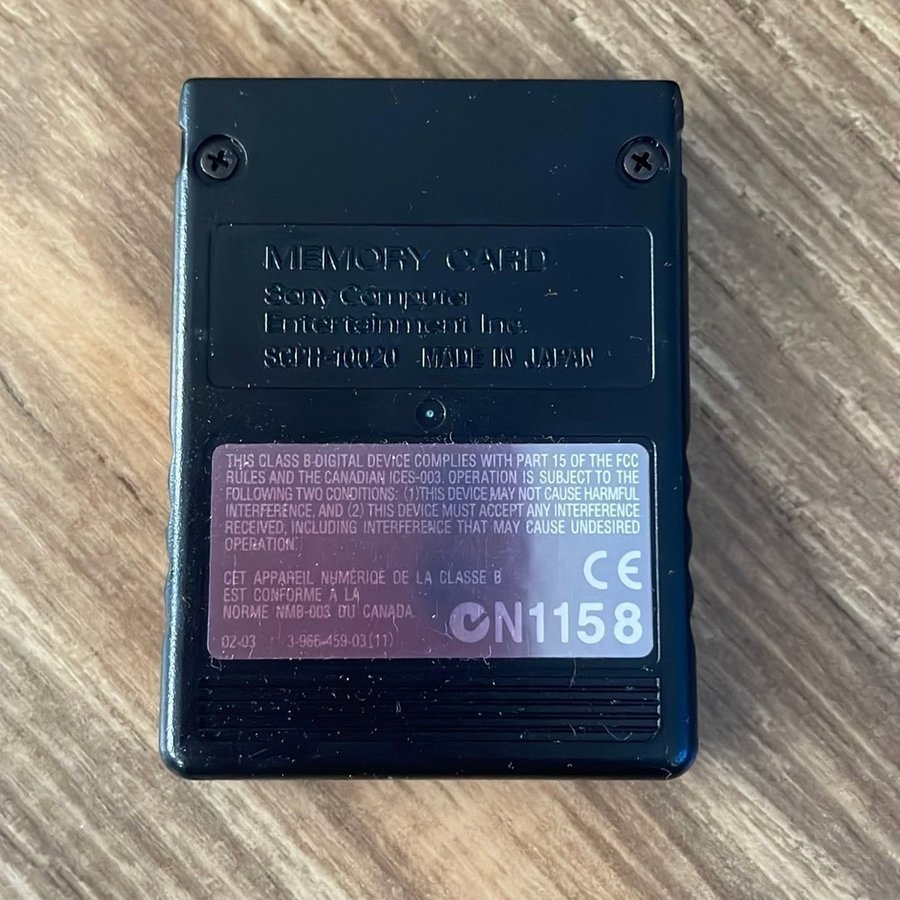 MEMORY CARD
Sony Computer
Entertainment Inc.
SCPH-10020 MADE IN JAPAN
THIS CLASS B DIGITAL DEVICE COMPLIES WITH PART 15 OF THE FCC
RULES AND THE CANADIAN ICES-003. OPERATION IS SUBJECT TO THE
FOLLOWING TWO CONDITIONS: (1) THIS DEVICE MAY NOT CAUSE HARMFUL
INTERFERENCE, AND (2) THIS DEVICE MUST ACCEPT ANY INTERFERENCE
RECEIVED, INCLUDING INTERFERENCE THAT MAY CAUSE UNDESIRED
OPERATION.
CET APPAREIL NUMÉRIQE DE LA CLASSE B
EST CONFORME A LA
NORME NMB-003 DU CANADA.
CE
N1158
02-03 3-966-459-03 (11)